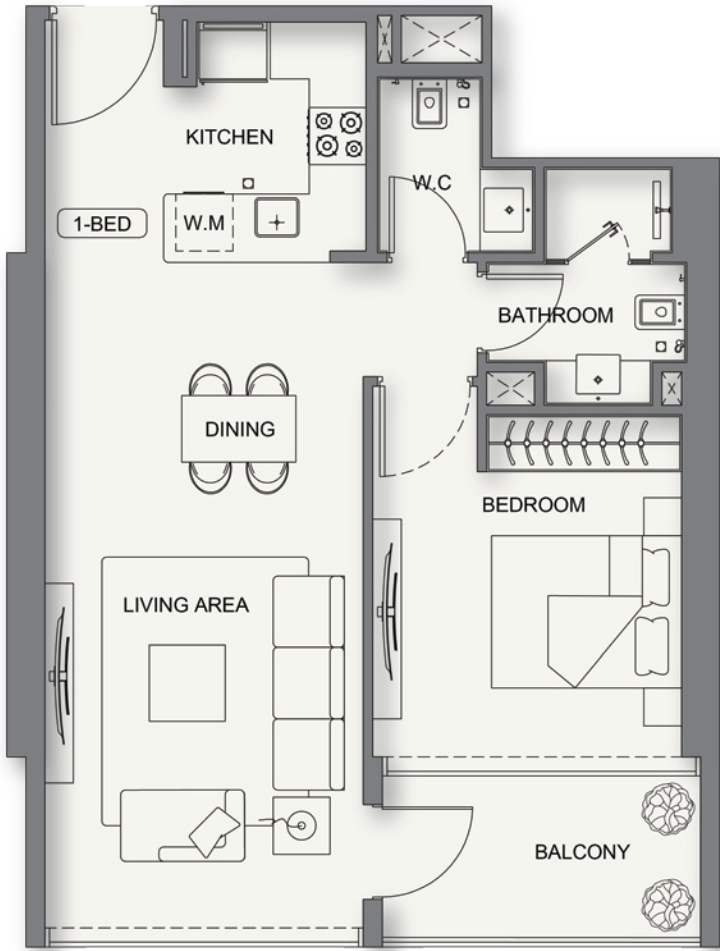 KITCHEN
W.C
1-BED
W.M
BATHROOM
DINING
BEDROOM
LIVING AREA
BALCONY